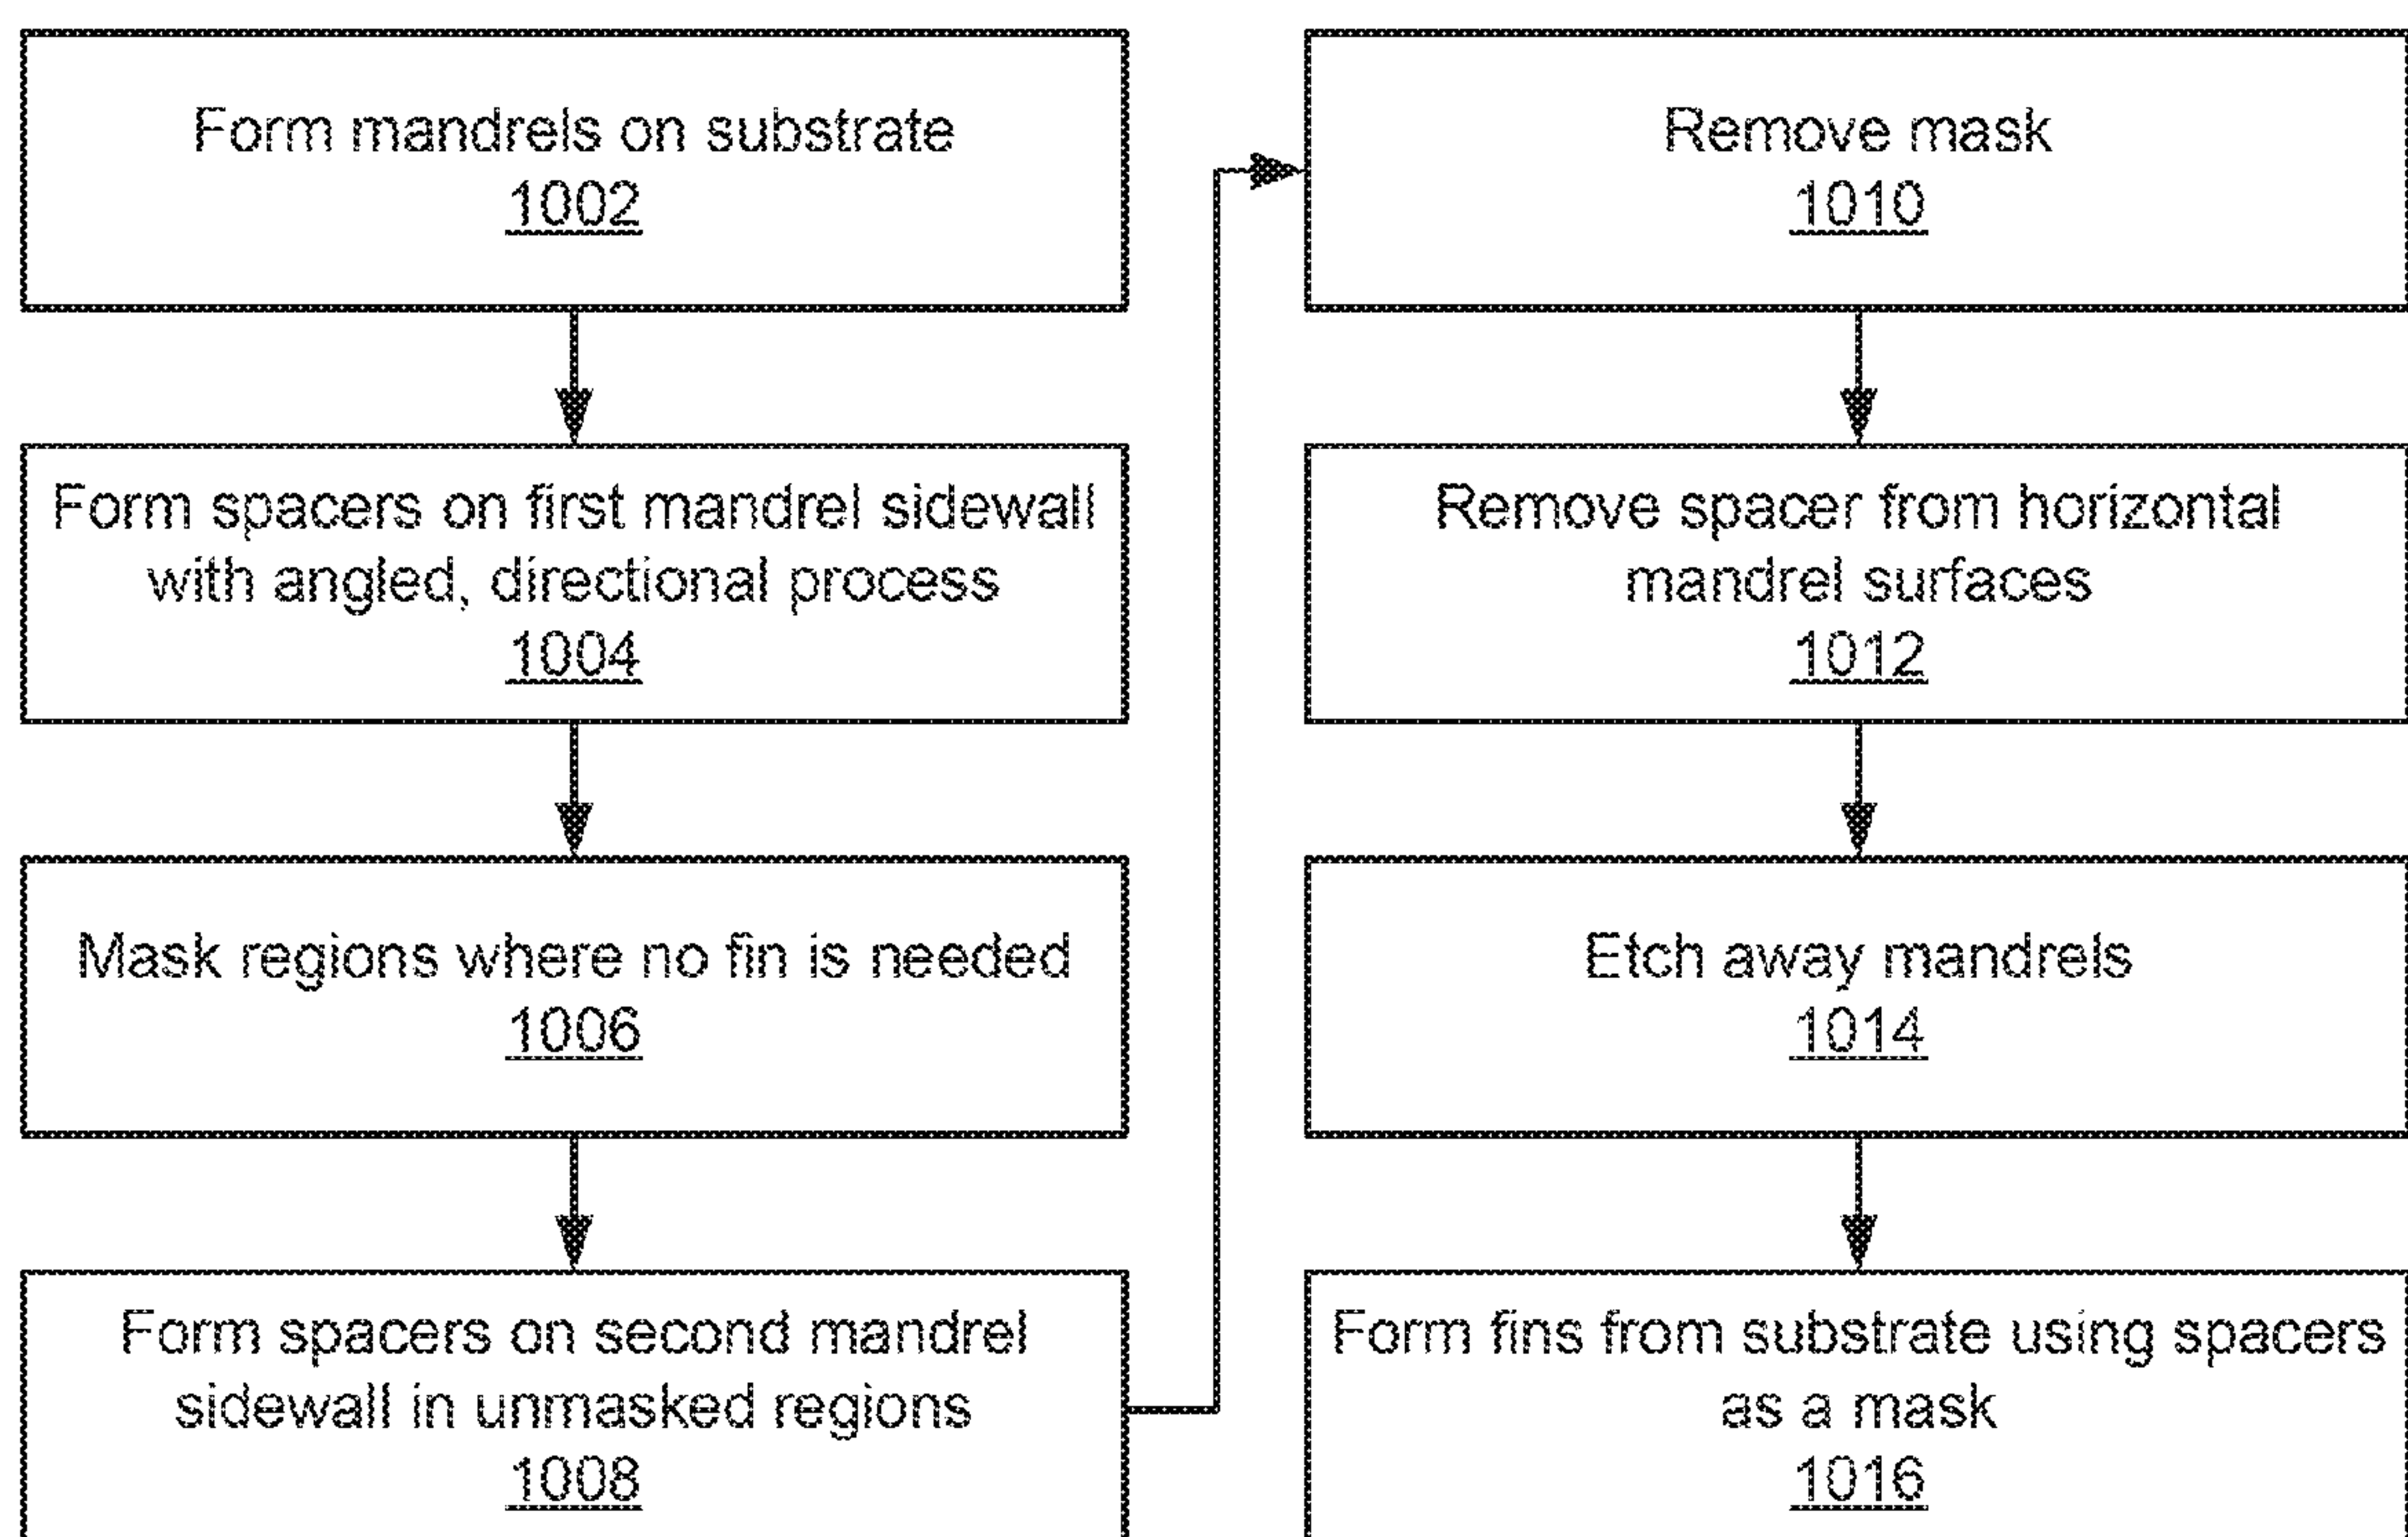 Form mandrels on substrate
1002
Form spacers on first mandrel sidewall
with angled, directional process
1004
Mask regions where no fin is needed
1006
Form spacers on second mandrel
sidewall in unmasked regions
1008
Remove mask
1010
Remove spacer from horizontal
mandrel surfaces
1012
Etch away mandrels
1014
Form fins from substrate using spacers
as a mask
1016